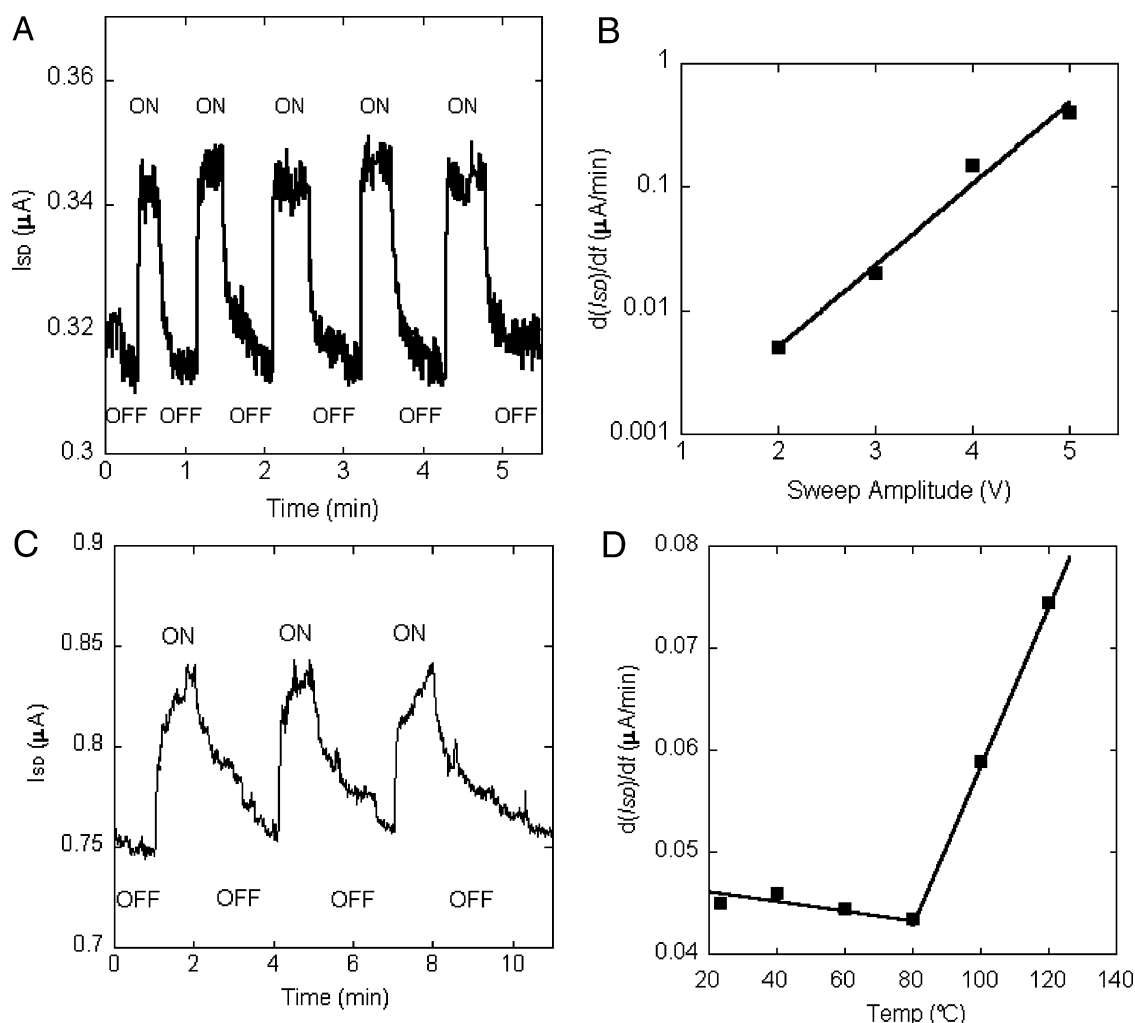 A
I_SD (μA)
0.36
0.34
0.32
0.3
ON ON ON ON ON
OFF OFF OFF OFF OFF OFF
0 1 2 3 4 5
Time (min)
B
d(I_SD)/dt (μA/min)
1
0.1
0.01
0.001
1 2 3 4 5
Sweep Amplitude (V)
C
I_SD (μA)
0.9
0.85
0.8
0.75
0.7
ON ON ON
OFF OFF OFF OFF
0 2 4 6 8 10
Time (min)
D
d(I_SD)/dt (μA/min)
0.08
0.07
0.06
0.05
0.04
20 40 60 80 100 120 140
Temp (°C)